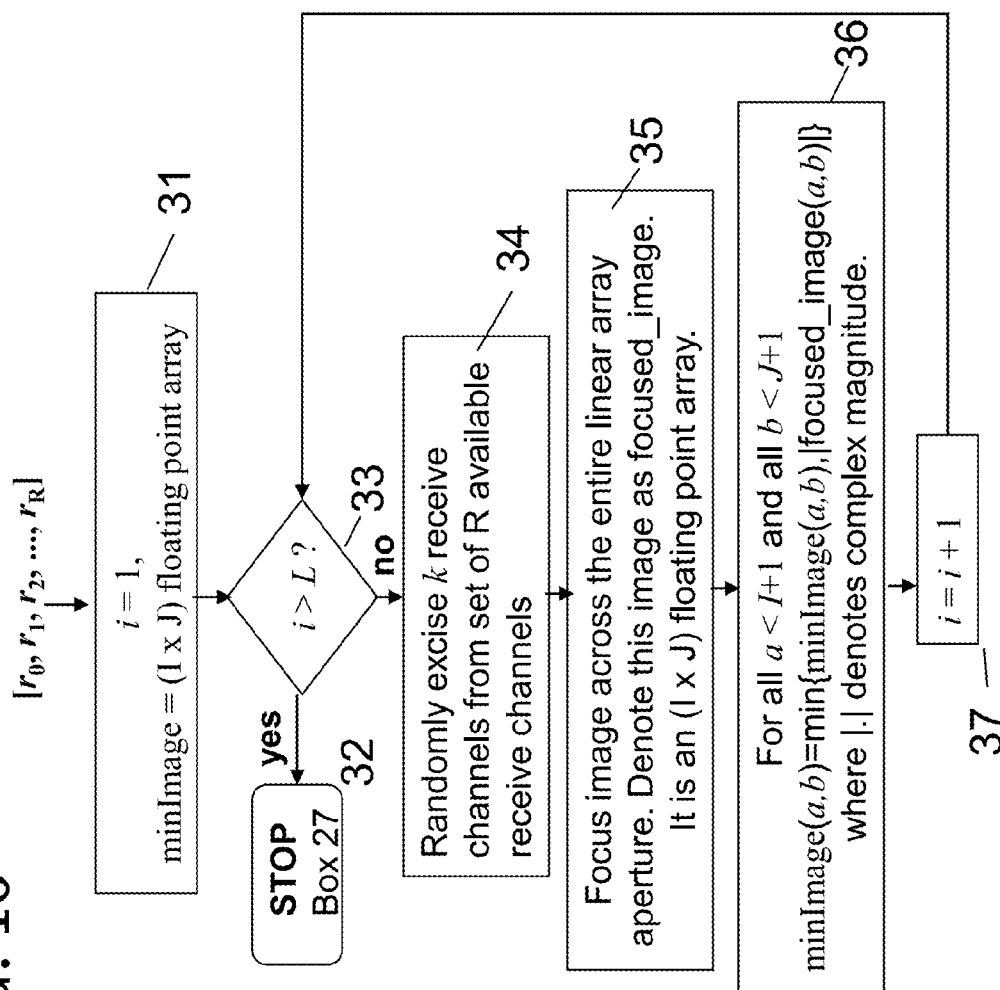 [r₀, r₁, r₂, ..., r_R]
i = 1,
minImage = (I x J) floating point array
31
i > L ?
33
yes
no
STOP
Box 27
32
Randomly excise k receive
channels from set of R available
receive channels
34
Focus image across the entire linear array
aperture. Denote this image as focused_image.
It is an (I x J) floating point array.
35
For all a < I+1 and all b < J+1
minImage(a,b)=min{minImage(a,b),|focused_image(a,b)|}
where |.| denotes complex magnitude.
36
i = i + 1
37